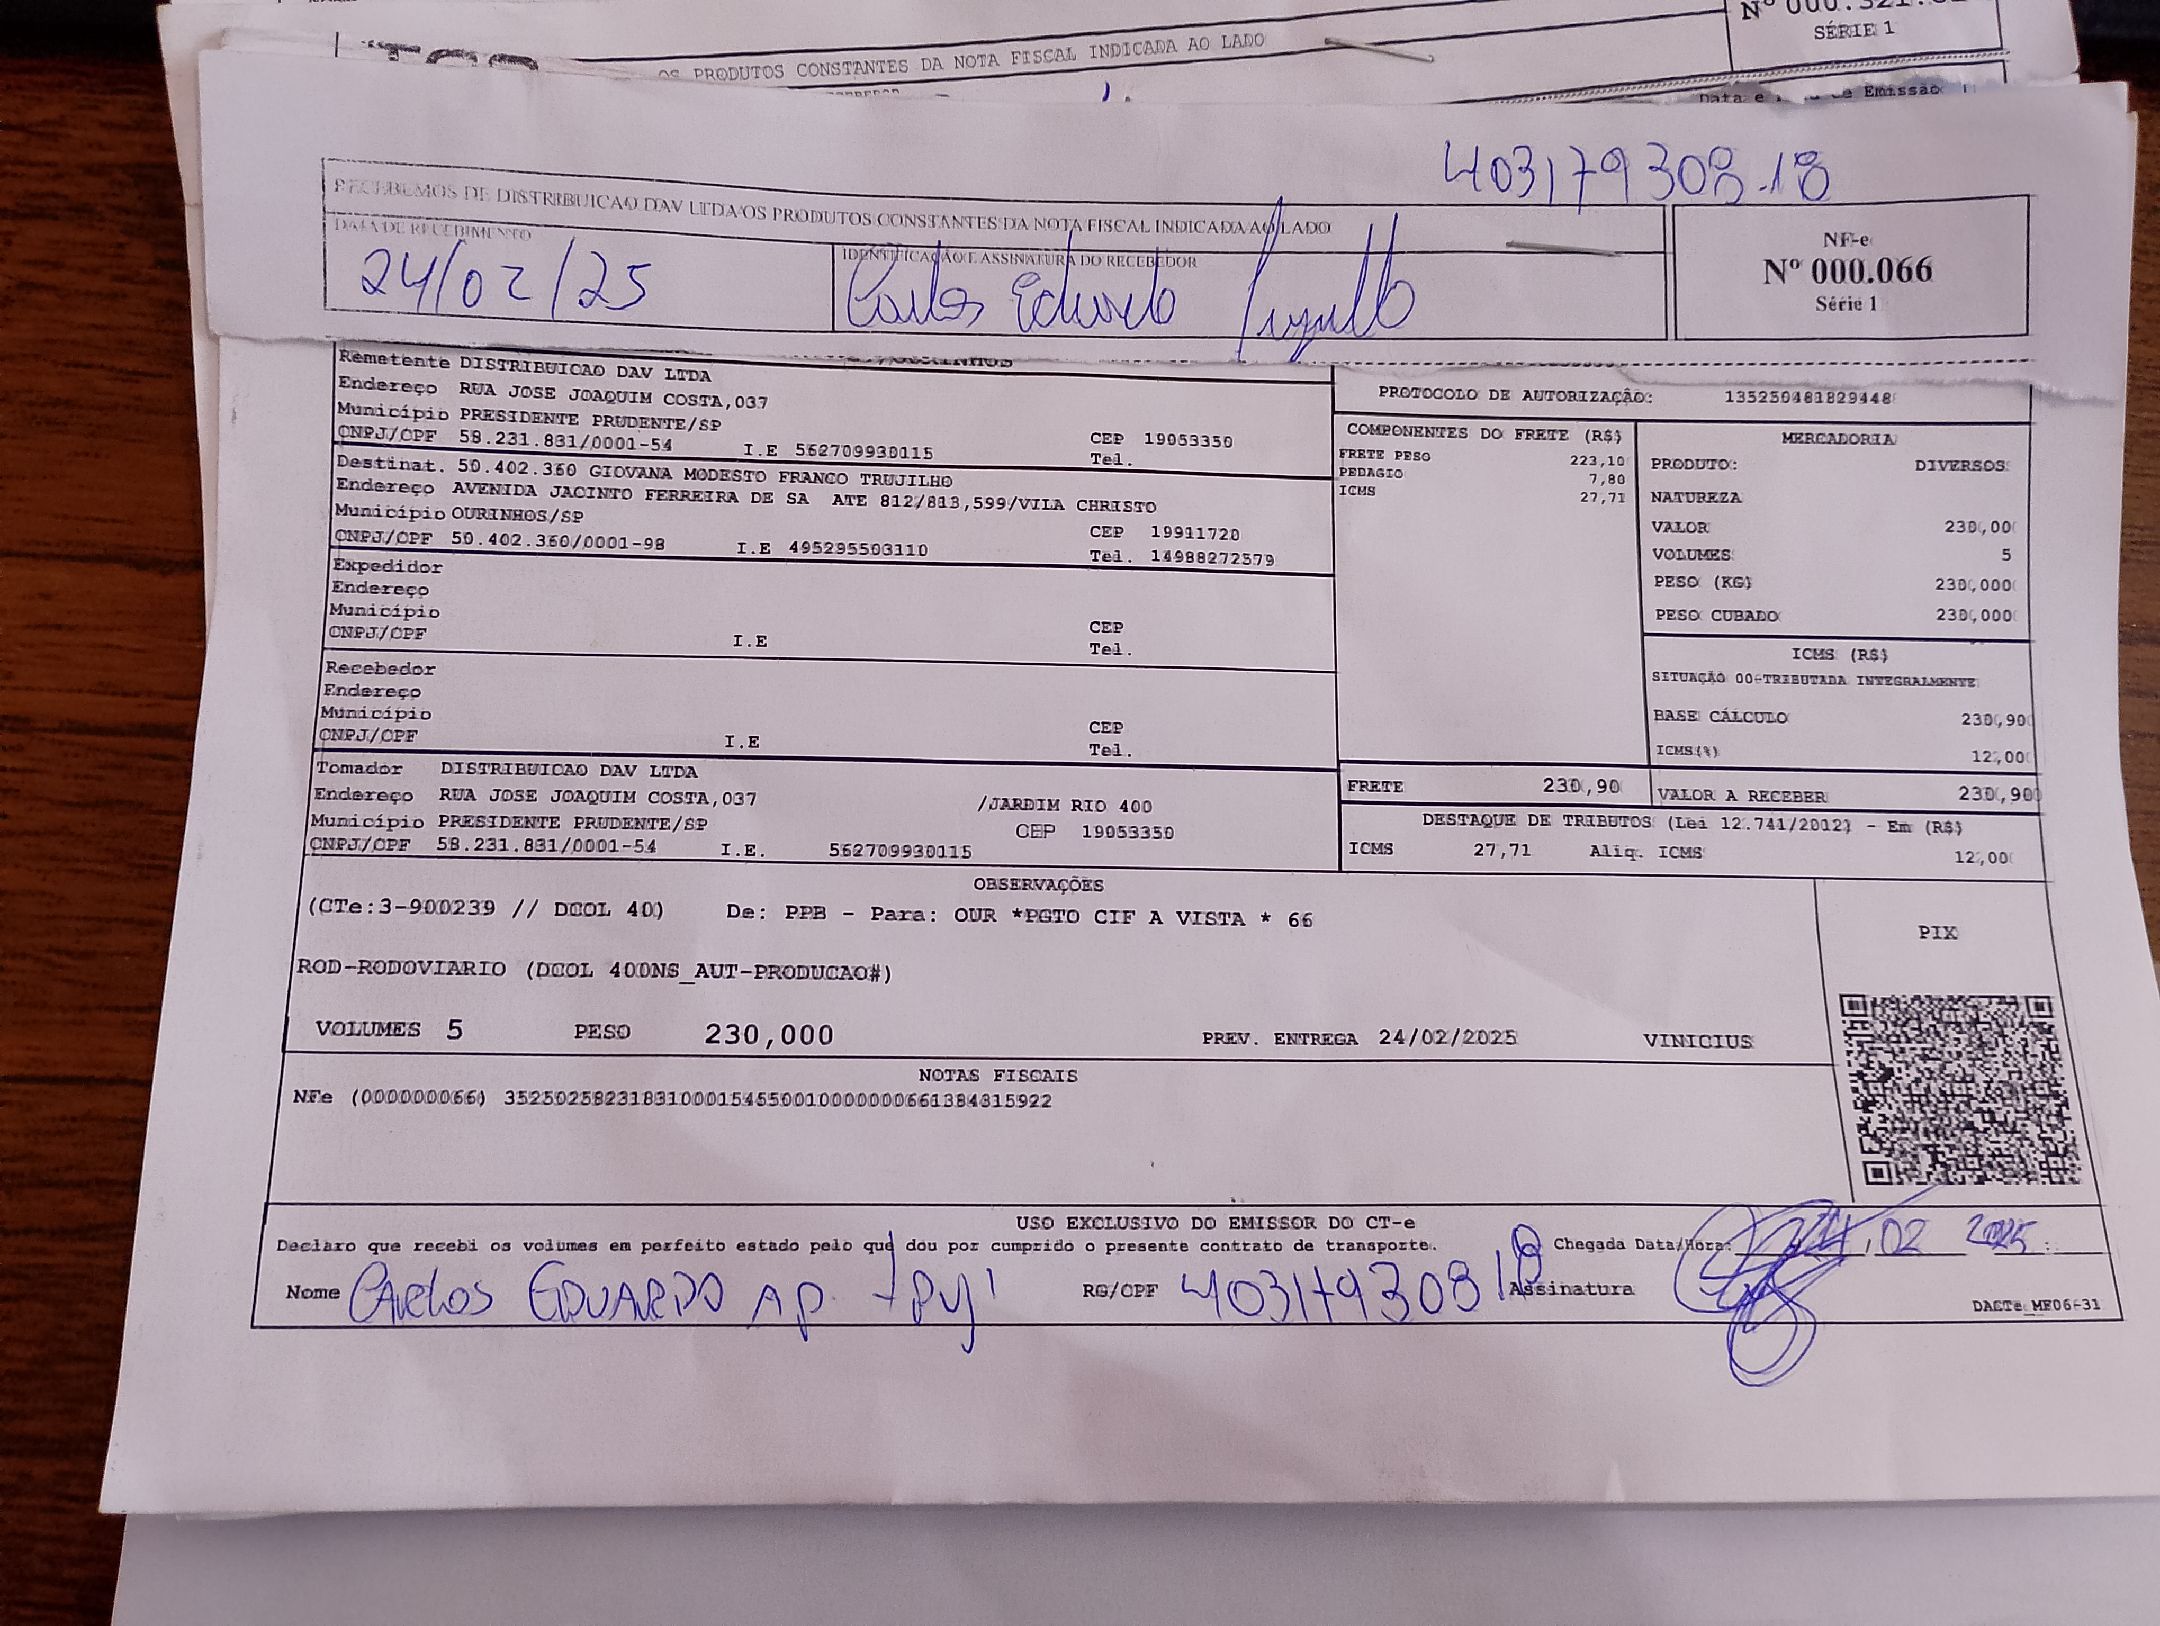 Nº 000.321.
SÉRIE 1
OS PRODUTOS CONSTANTES DA NOTA FISCAL INDICADA AO LADO
Data e de Emissão
403179308-18
RECEBEMOS DE DISTRIBUICAO DAV LTDA OS PRODUTOS CONSTANTES DA NOTA FISCAL INDICADA AO LADO
DATA DE RECEBIMENTO
24/02/25
IDENTIFICAÇÃO E ASSINATURA DO RECEBEDOR
Carlos Eduardo
NF-e
Nº 000.066
Série 1
Remetente DISTRIBUICAO DAV LTDA
Endereço RUA JOSE JOAQUIM COSTA,037
Município PRESIDENTE PRUDENTE/SP
CNPJ/CPF 58.231.831/0001-54 I.E 562709930115 CEP 19053350
Tel.
Destinat. 50.402.360 GIOVANA MODESTO FRANCO TRUJILHO
Endereço AVENIDA JACINTO FERREIRA DE SA ATE 812/813,599/VILA CHRISTO
Município OURINHOS/SP CEP 19911720
CNPJ/CPF 50.402.360/0001-98 I.E 495295503110 Tel. 14988272579
Expedidor
Endereço
Município CEP
CNPJ/CPF I.E Tel.
Recebedor
Endereço
Município CEP
CNPJ/CPF I.E Tel.
Tomador DISTRIBUICAO DAV LTDA
Endereço RUA JOSE JOAQUIM COSTA,037 /JARDIM RIO 400
Município PRESIDENTE PRUDENTE/SP CEP 19053350
CNPJ/CPF 58.231.831/0001-54 I.E. 562709930115
PROTOCOLO DE AUTORIZAÇÃO: 135250481829448
COMPONENTES DO FRETE (R$)
FRETE PESO 223,10
PEDAGIO 7,80
ICMS 27,71
MERCADORIA
PRODUTO: DIVERSOS
NATUREZA
VALOR 230,00
VOLUMES 5
PESO (KG) 230,000
PESO CUBADO 230,000
ICMS (R$)
SITUAÇÃO 00-TRIBUTADA INTEGRALMENTE
BASE CÁLCULO 230,90
ICMS(%) 12,00
FRETE 230,90 VALOR A RECEBER 230,90
DESTAQUE DE TRIBUTOS (Lei 12.741/2012) - Em (R$)
ICMS 27,71 Aliq. ICMS 12,00
OBSERVAÇÕES
(CTe:3-900239 // DCOL 40) De: PPB - Para: OUR *PGTO CIF A VISTA * 66
ROD-RODOVIARIO (DCOL 400NS_AUT-PRODUCAO#)
VOLUMES 5 PESO 230,000 PREV. ENTREGA 24/02/2025 VINICIUS
PIX
NOTAS FISCAIS
NFe (000000066) 35250258231831000154550010000000661384815922
USO EXCLUSIVO DO EMISSOR DO CT-e
Declaro que recebi os volumes em perfeito estado pelo que dou por cumprido o presente contrato de transporte. Chegada Data/Hora: 24, 02 2025 :
Nome CARLOS EDUARDO AP. RG/CPF 40317930818 Assinatura
DACTe_MF06-31